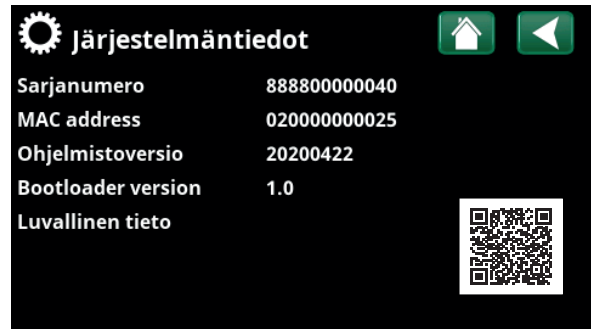 Järjestelmäntiedot
Sarjanumero 888800000040
MAC address 020000000025
Ohjelmistoversio 20200422
Bootloader version 1.0
Luvallinen tieto